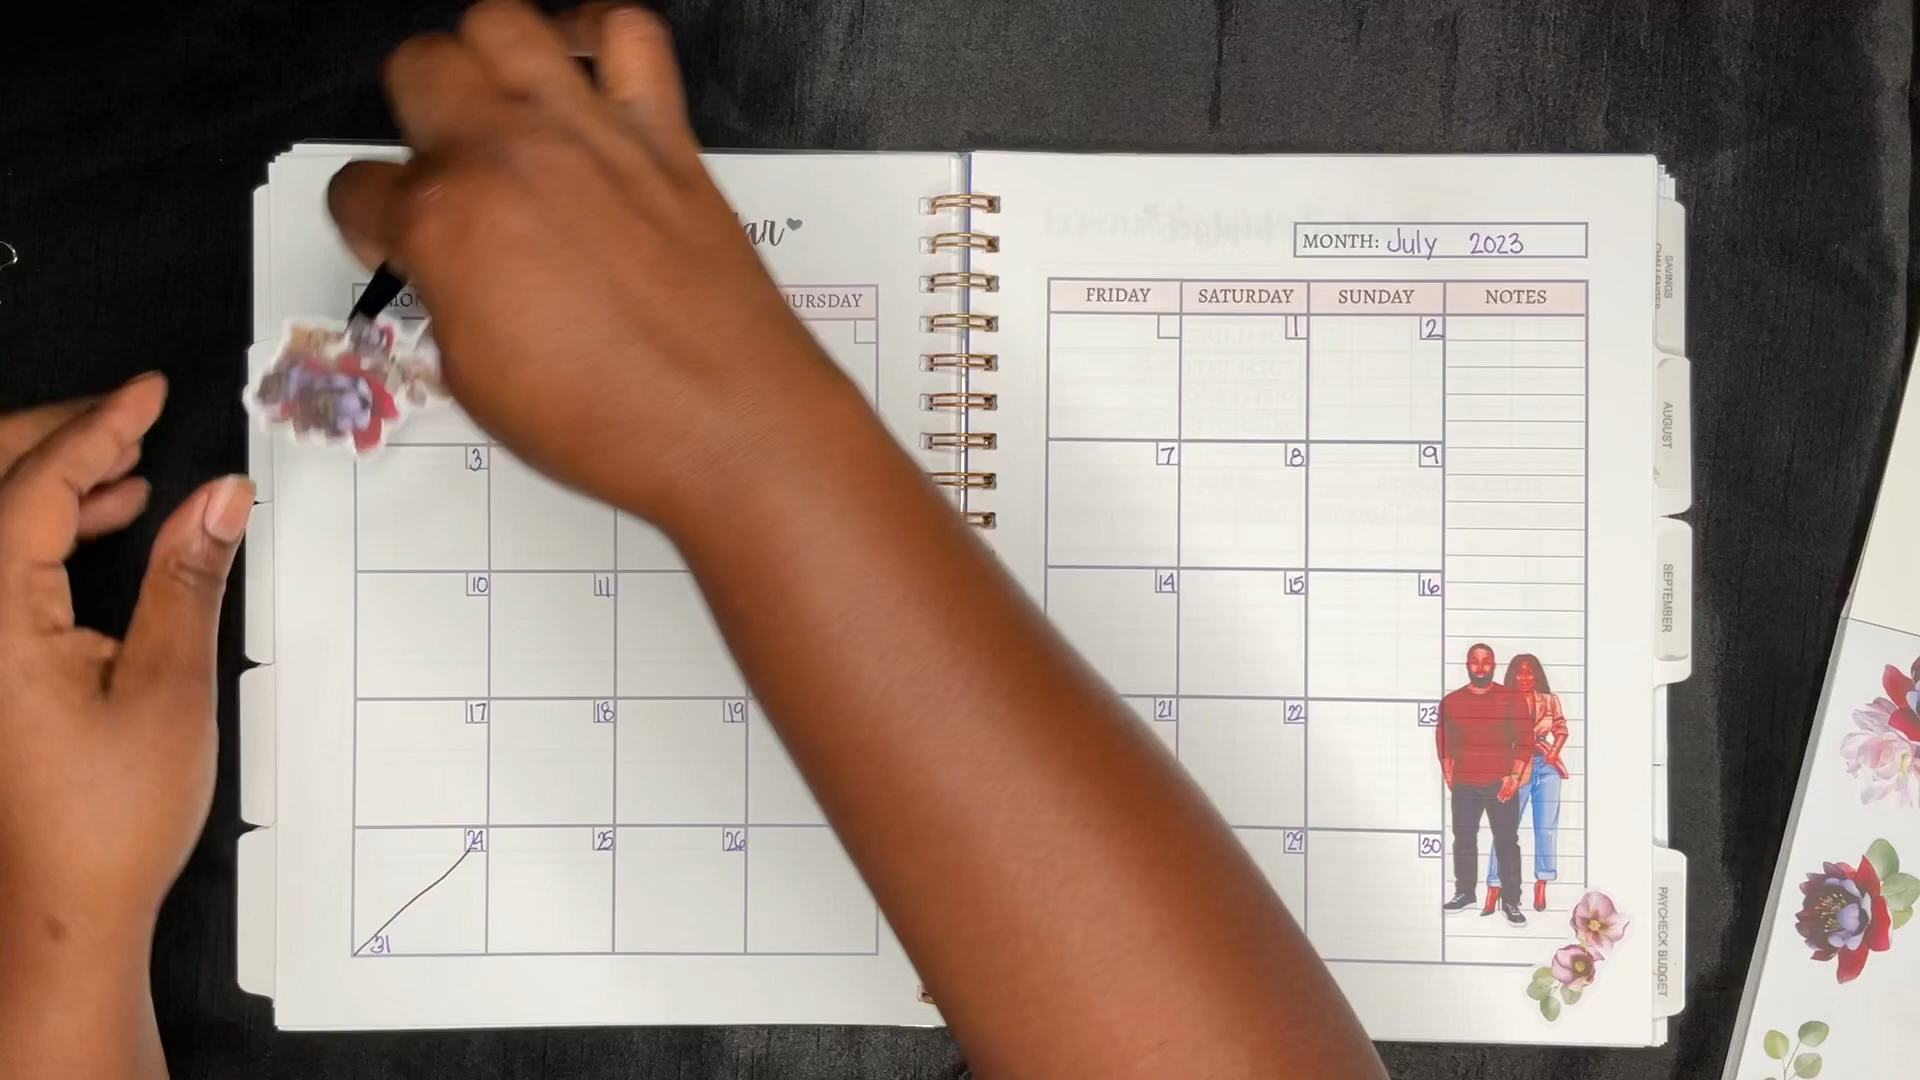 MONTH: July 2023
FRIDAY SATURDAY SUNDAY NOTES
1 2
3
7 8 9
10 11
14 15 16
17 18 19
21 22 23
24 25 26
29 30
31
AUGUST
SEPTEMBER
PAYCHECK BUDGET